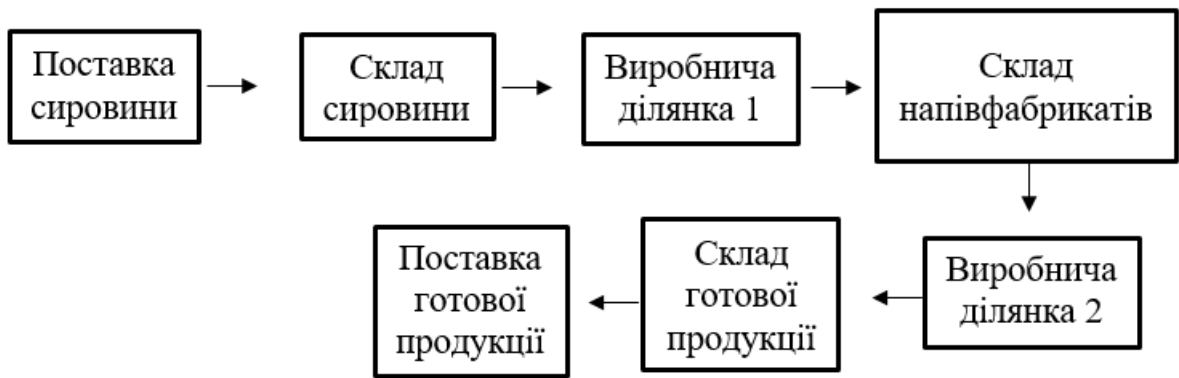 Поставка
сировини
Склад
сировини
Виробнича
ділянка 1
Склад
напівфабрикатів
Виробнича
ділянка 2
Склад
готової
продукції
Поставка
готової
продукції